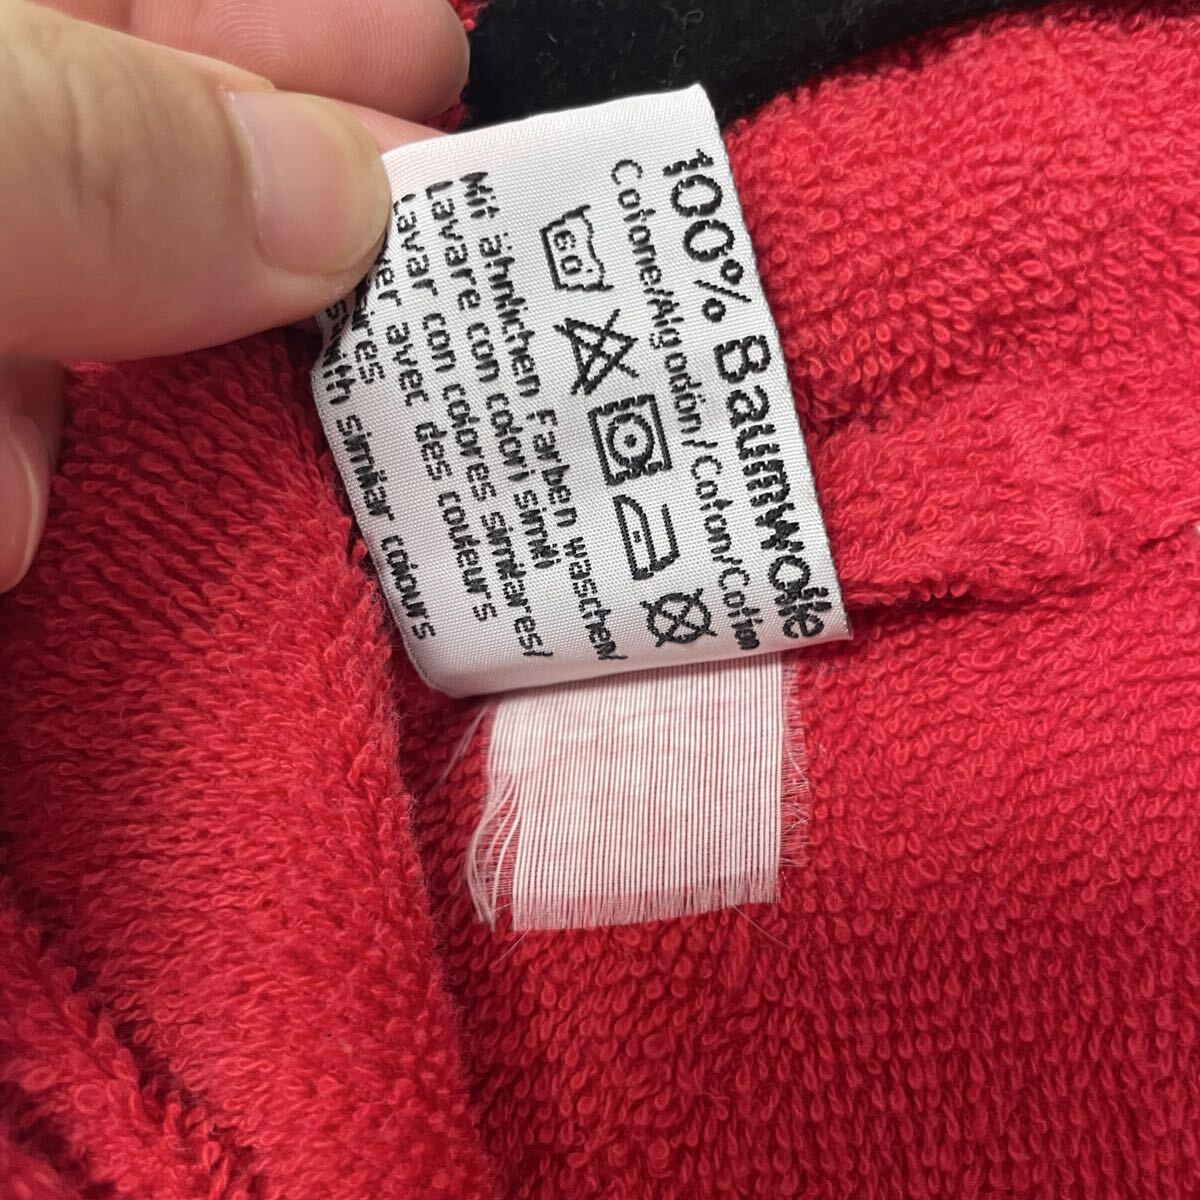 100% Baumwolle
Cotone/Algodón/Coton/Cotton
60
Mit ähnlichen Farben waschen/
Lavare con colori simili
Lavar con colores similares/
avec des couleurs
with similar colours